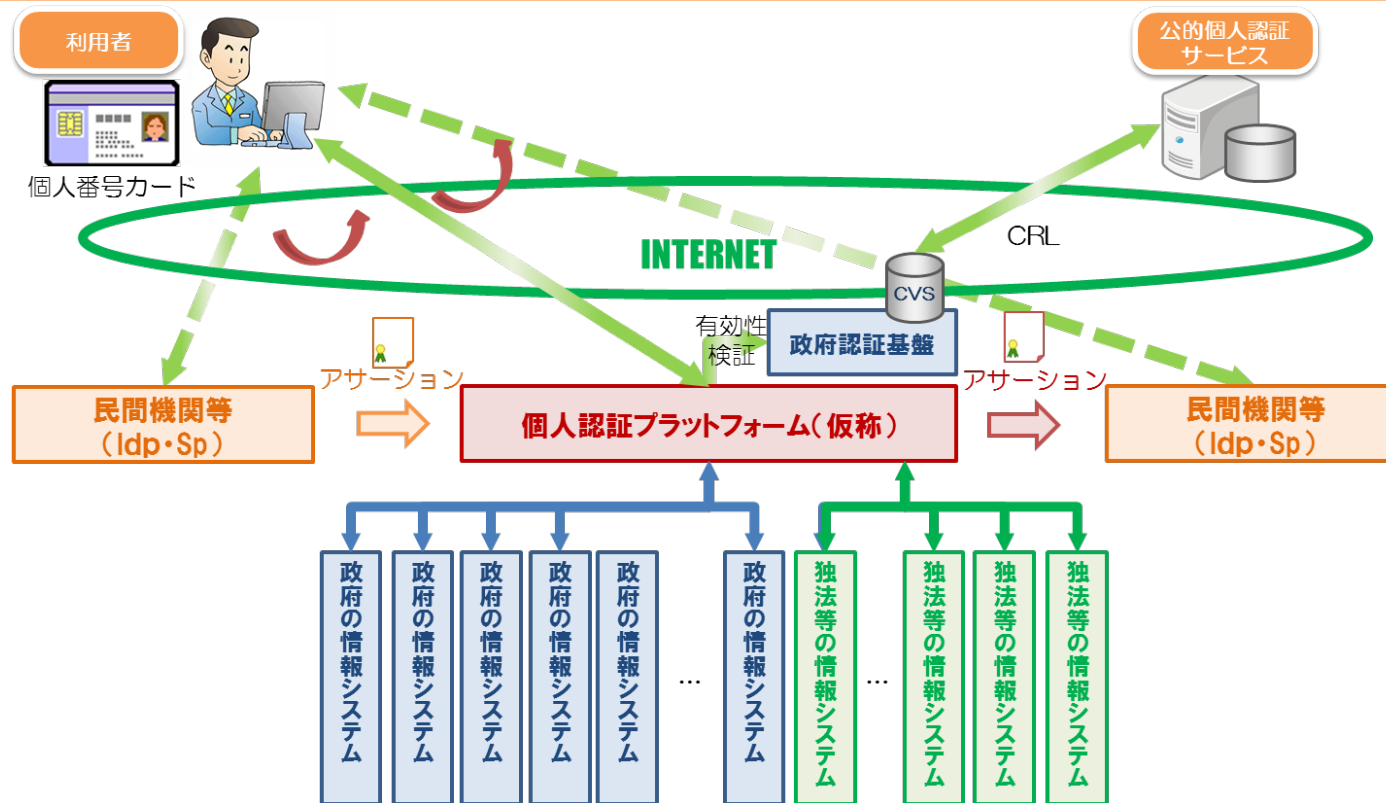 利用者
公的個人認証
サービス
個人番号カード
INTERNET
CRL
CVS
有効性
検証
政府認証基盤
アサーション
アサーション
民間機関等
（Idp・Sp）
個人認証プラットフォーム（仮称）
民間機関等
（Idp・Sp）
政府の情報システム
政府の情報システム
政府の情報システム
政府の情報システム
政府の情報システム
…
政府の情報システム
独法等の情報システム
…
独法等の情報システム
独法等の情報システム
独法等の情報システム